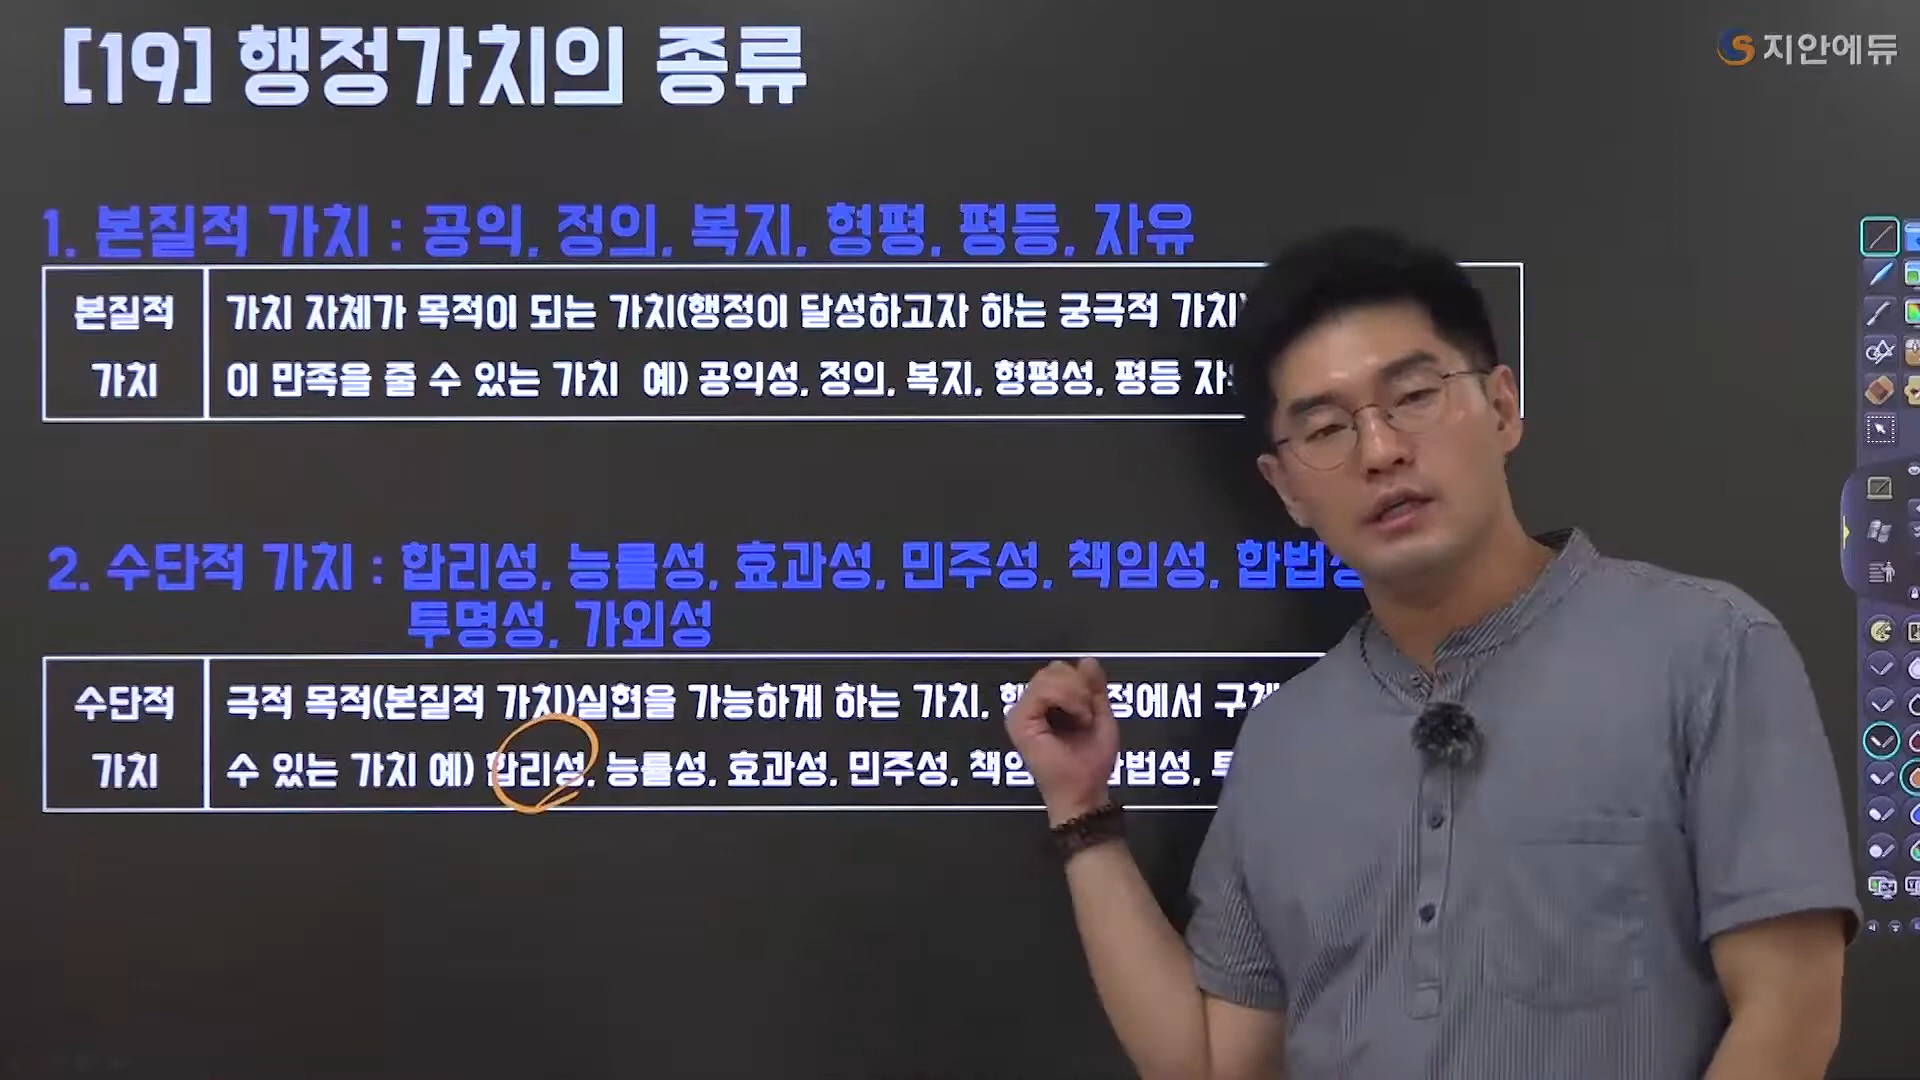 [19] 행정가치의 종류
지안에듀
1. 본질적 가치 : 공익, 정의, 복지, 형평, 평등, 자유
본질적 가치
가치 자체가 목적이 되는 가치(행정이 달성하고자 하는 궁극적 가치)
이 만족을 줄 수 있는 가치 예) 공익성, 정의, 복지, 형평성, 평등
2. 수단적 가치 : 합리성, 능률성, 효과성, 민주성, 책임성, 합법성
투명성, 가외성
수단적 가치
극적 목적(본질적 가치)실현을 가능하게 하는 가치,
수 있는 가치 예) 합리성, 능률성, 효과성, 민주성,